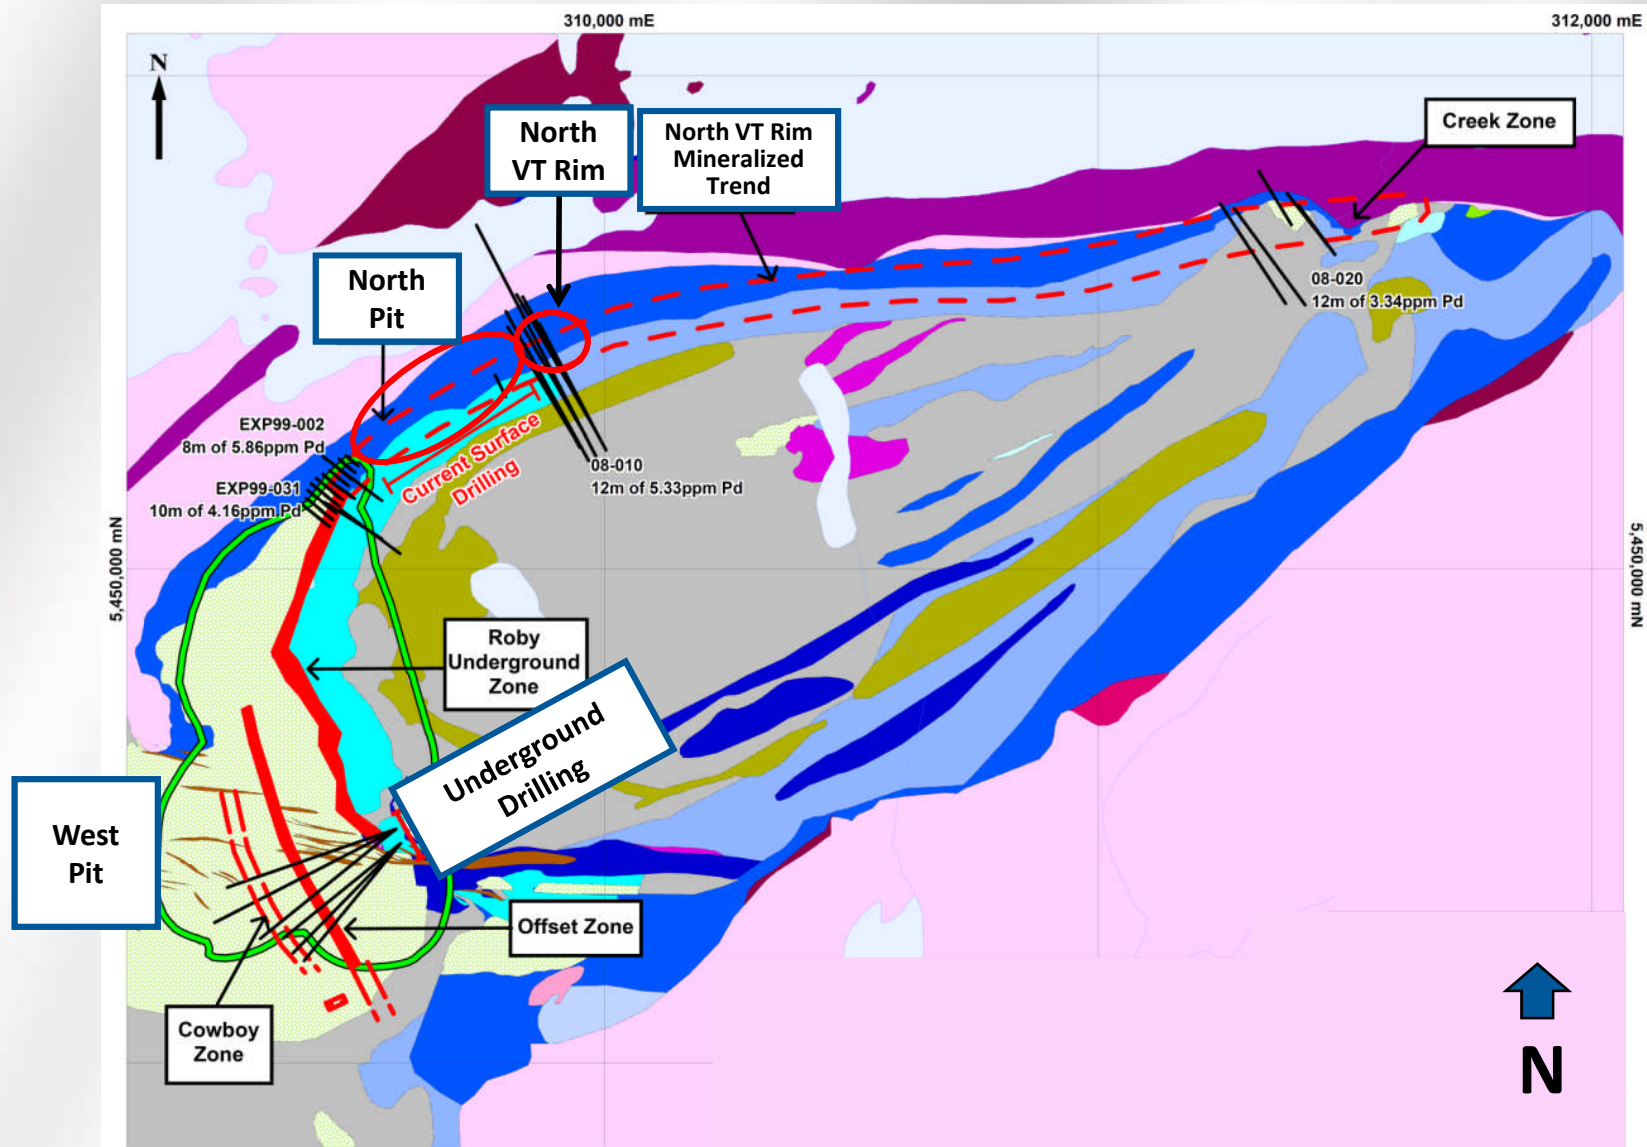 310,000 mE
312,000 mE
N
North
VT Rim
North VT Rim
Mineralized
Trend
Creek Zone
North
Pit
08-020
12m of 3.34ppm Pd
EXP99-002
8m of 5.86ppm Pd
Current Surface
Drilling
08-010
12m of 5.33ppm Pd
EXP99-031
10m of 4.16ppm Pd
5,450,000 mN
5,450,000 mN
Roby
Underground
Zone
Underground
Drilling
West
Pit
Offset Zone
Cowboy
Zone
N